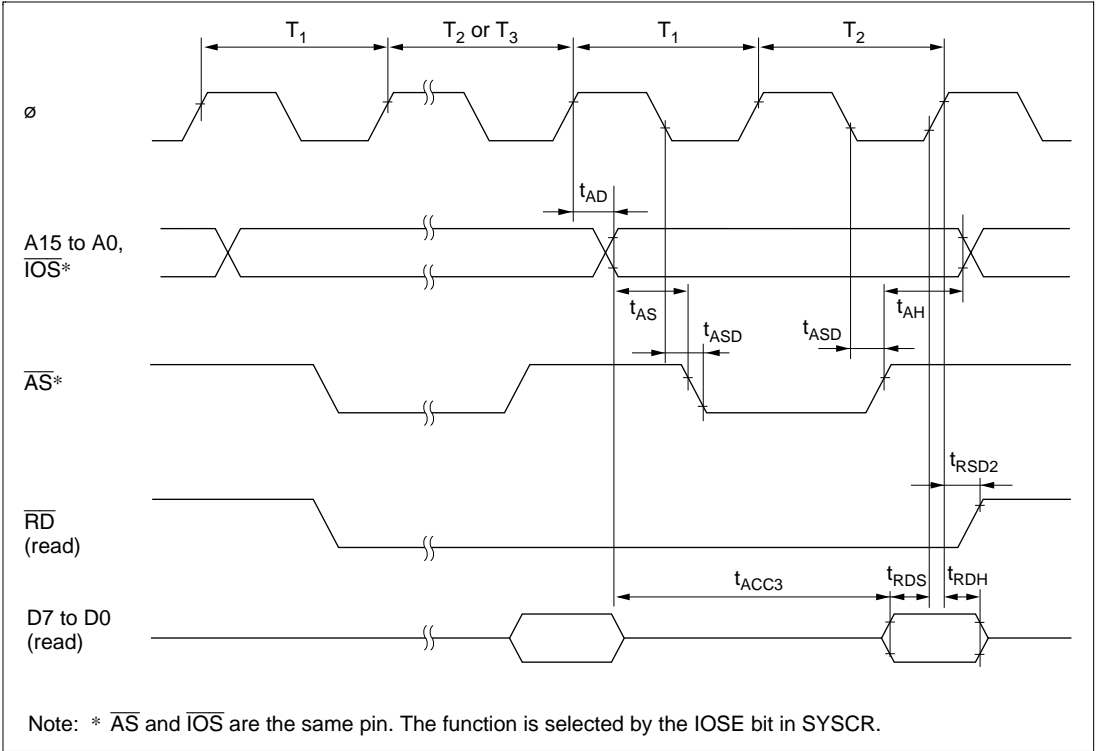 T1 T2 or T3 T1 T2
ø
tAD
A15 to A0,
IOS*
tAS tASD tASD tAH
AS*
tRSD2
RD
(read)
tACC3 tRDS tRDH
D7 to D0
(read)
Note: * AS and IOS are the same pin. The function is selected by the IOSE bit in SYSCR.